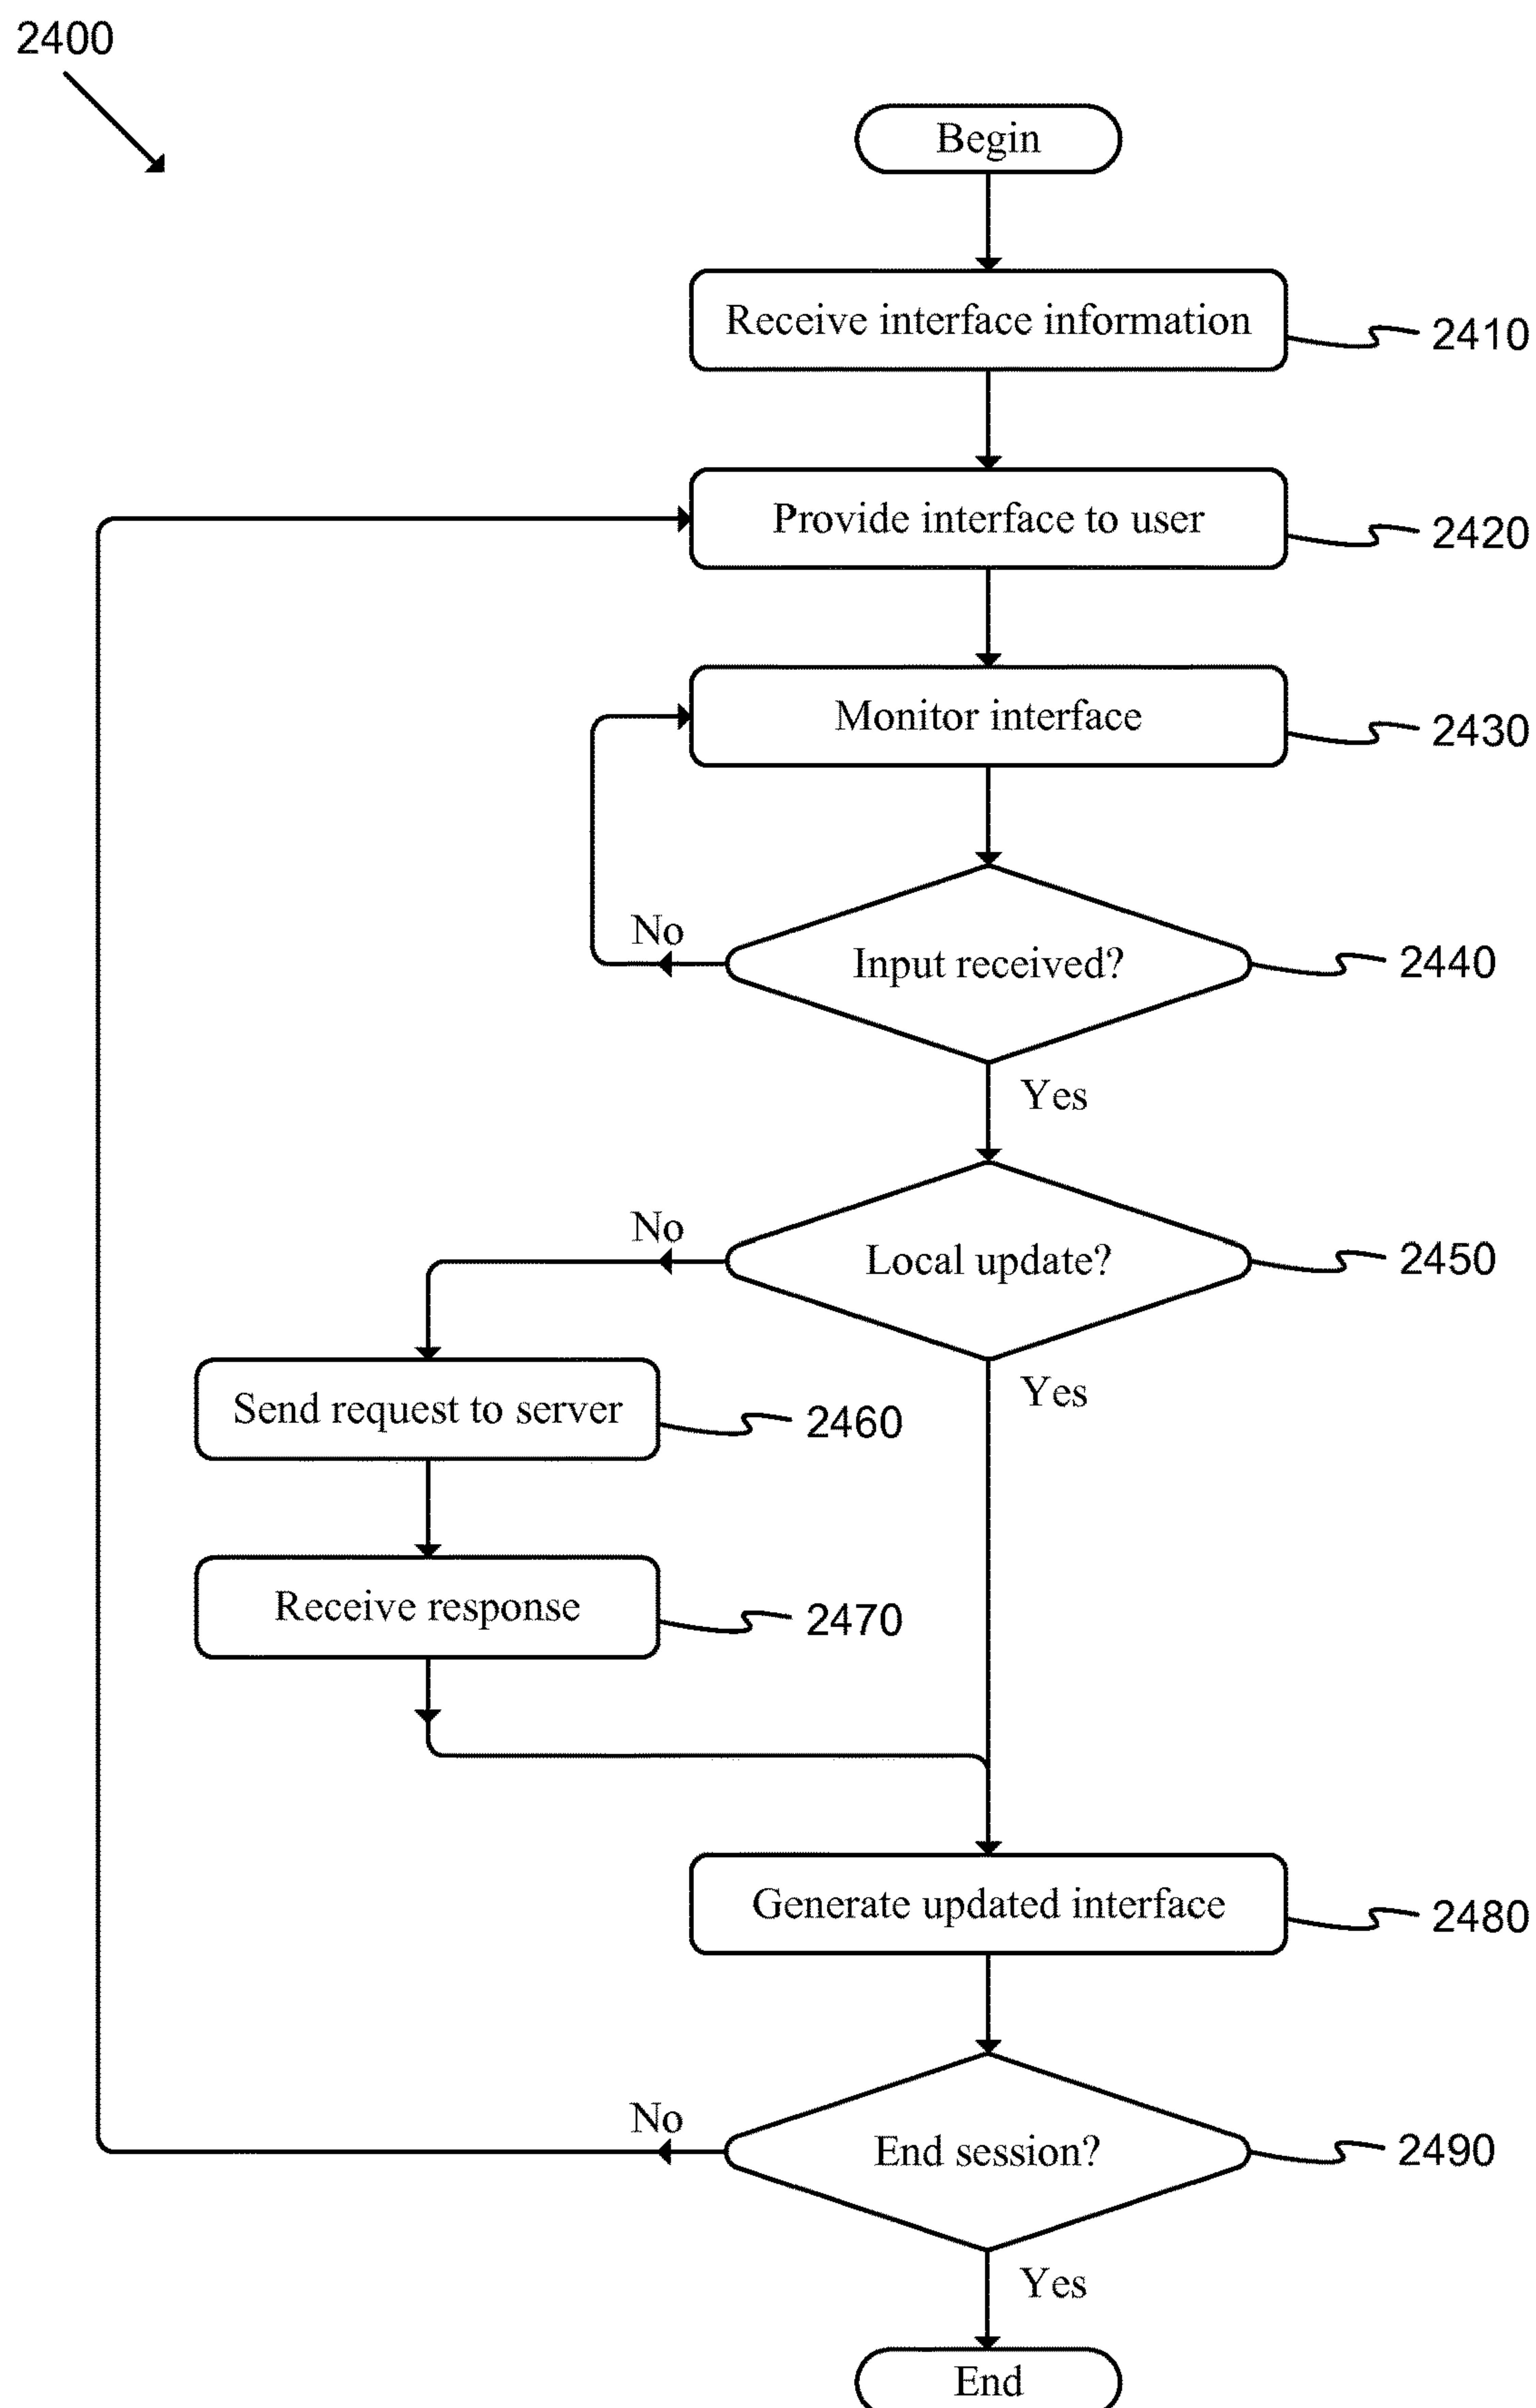 2400
Begin
Receive interface information
2410
Provide interface to user
2420
Monitor interface
2430
No
Input received?
2440
Yes
No
Local update?
2450
Yes
Send request to server
2460
Receive response
2470
Generate updated interface
2480
No
End session?
2490
Yes
End